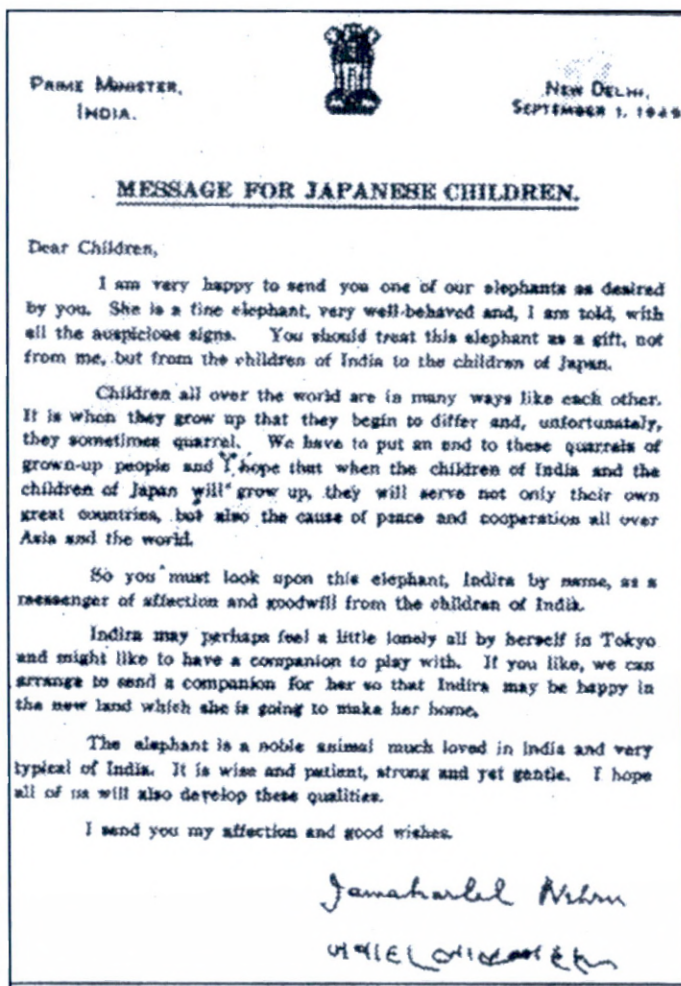 PRIME MINISTER,
INDIA.
NEW DELHI,
SEPTEMBER 1, 1949
MESSAGE FOR JAPANESE CHILDREN.
Dear Children,
I am very happy to send you one of our elephants as desired
by you. She is a fine elephant, very well-behaved and, I am told, with
all the auspicious signs. You should treat this elephant as a gift, not
from me, but from the children of India to the children of Japan.
Children all over the world are in many ways like each other.
It is when they grow up that they begin to differ and, unfortunately,
they sometimes quarrel. We have to put an end to these quarrels of
grown-up people and I hope that when the children of India and the
children of Japan will grow up, they will serve not only their own
great countries, but also the cause of peace and cooperation all over
Asia and the world.
So you must look upon this elephant, Indira by name, as a
messenger of affection and goodwill from the children of India.
Indira may perhaps feel a little lonely all by herself in Tokyo
and might like to have a companion to play with. If you like, we can
arrange to send a companion for her so that Indira may be happy in
the new land which she is going to make her home.
The elephant is a noble animal much loved in India and very
typical of India. It is wise and patient, strong and yet gentle. I hope
all of us will also develop these qualities.
I send you my affection and good wishes.
Jawaharlal Nehru
जवाहरलाल नेहरू